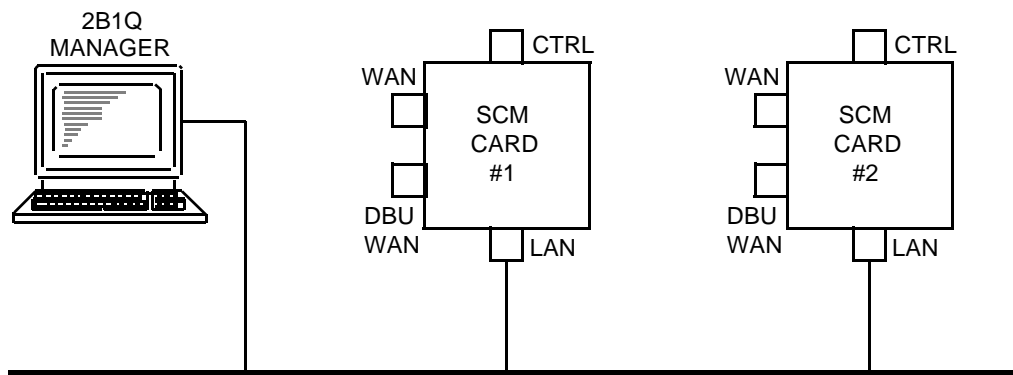 2B1Q
MANAGER
CTRL
WAN
SCM
CARD
#1
DBU
WAN
LAN
CTRL
WAN
SCM
CARD
#2
DBU
WAN
LAN